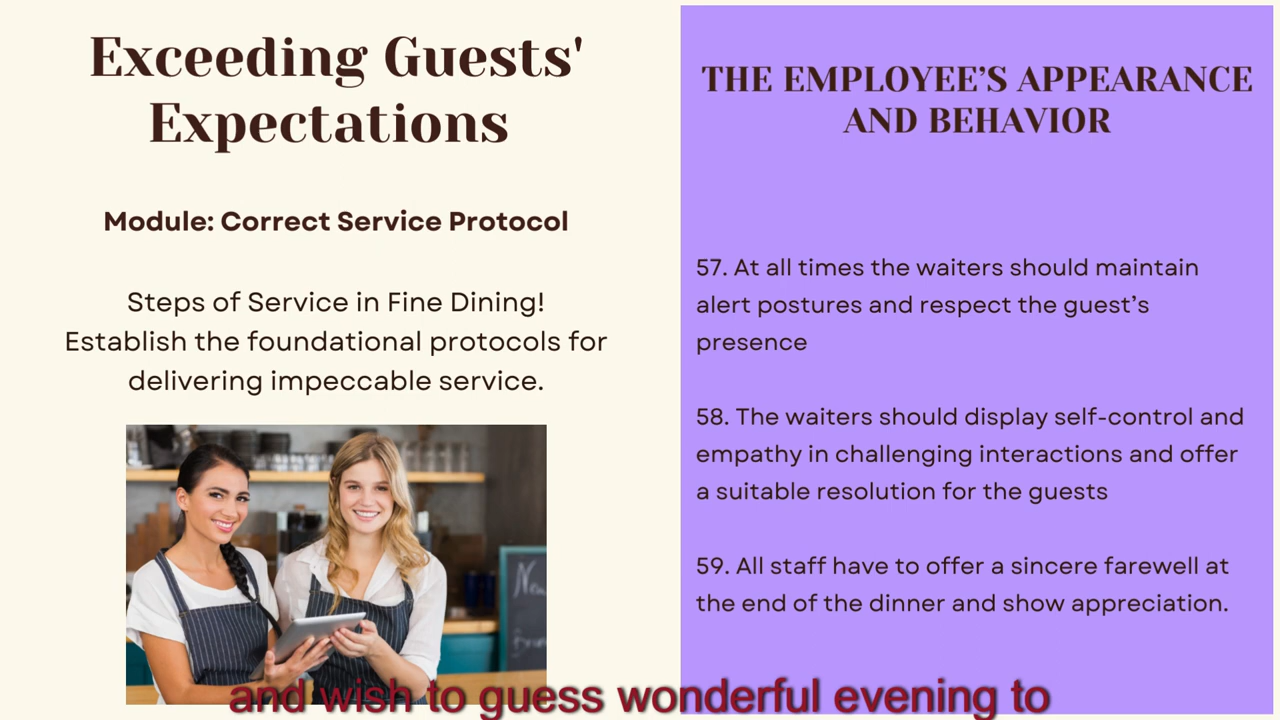 Exceeding Guests'
Expectations
Module: Correct Service Protocol
Steps of Service in Fine Dining!
Establish the foundational protocols for
delivering impeccable service.
THE EMPLOYEE’S APPEARANCE
AND BEHAVIOR
57. At all times the waiters should maintain
alert postures and respect the guest’s
presence
58. The waiters should display self-control and
empathy in challenging interactions and offer
a suitable resolution for the guests
59. All staff have to offer a sincere farewell at
the end of the dinner and show appreciation.
and wish to guess wonderful evening to